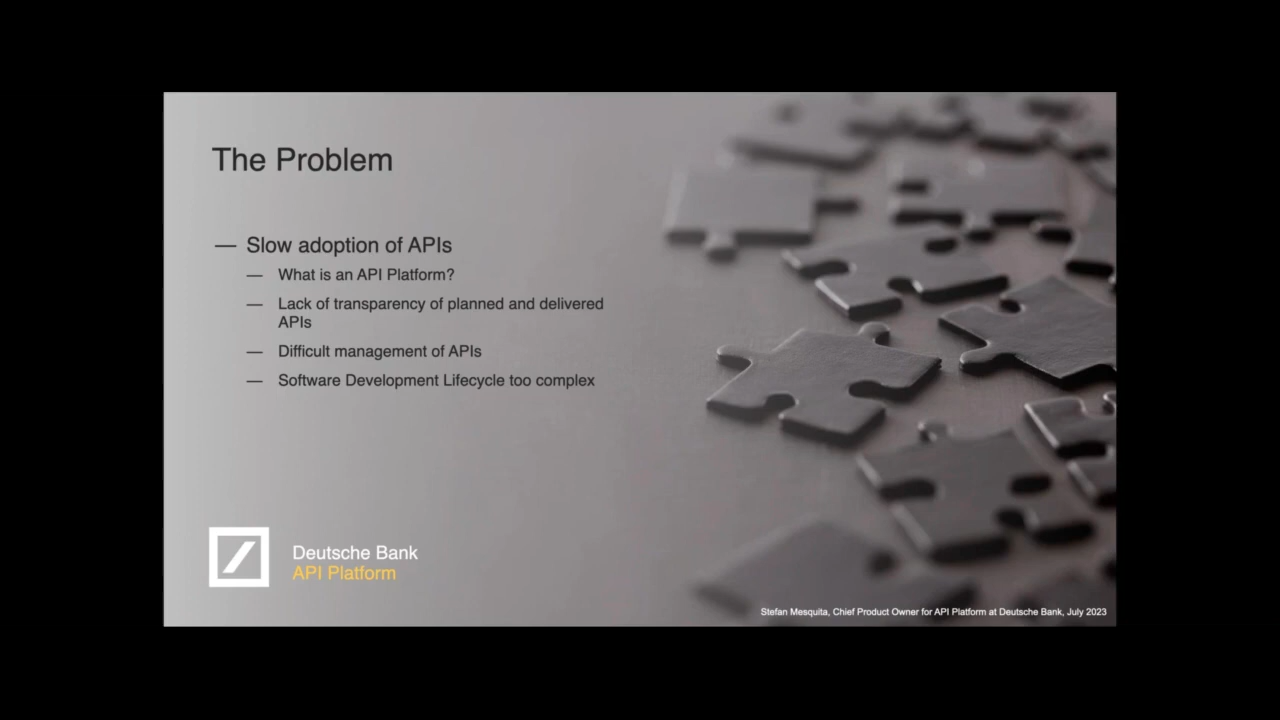 The Problem
— Slow adoption of APIs
— What is an API Platform?
— Lack of transparency of planned and delivered
APIs
— Difficult management of APIs
— Software Development Lifecycle too complex
Deutsche Bank
API Platform
Stefan Mesquita, Chief Product Owner for API Platform at Deutsche Bank, July 2023